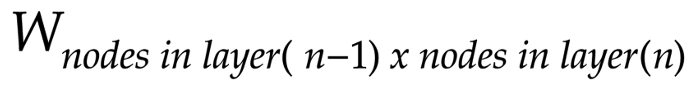 W nodes in layer( n−1) x nodes in layer(n)